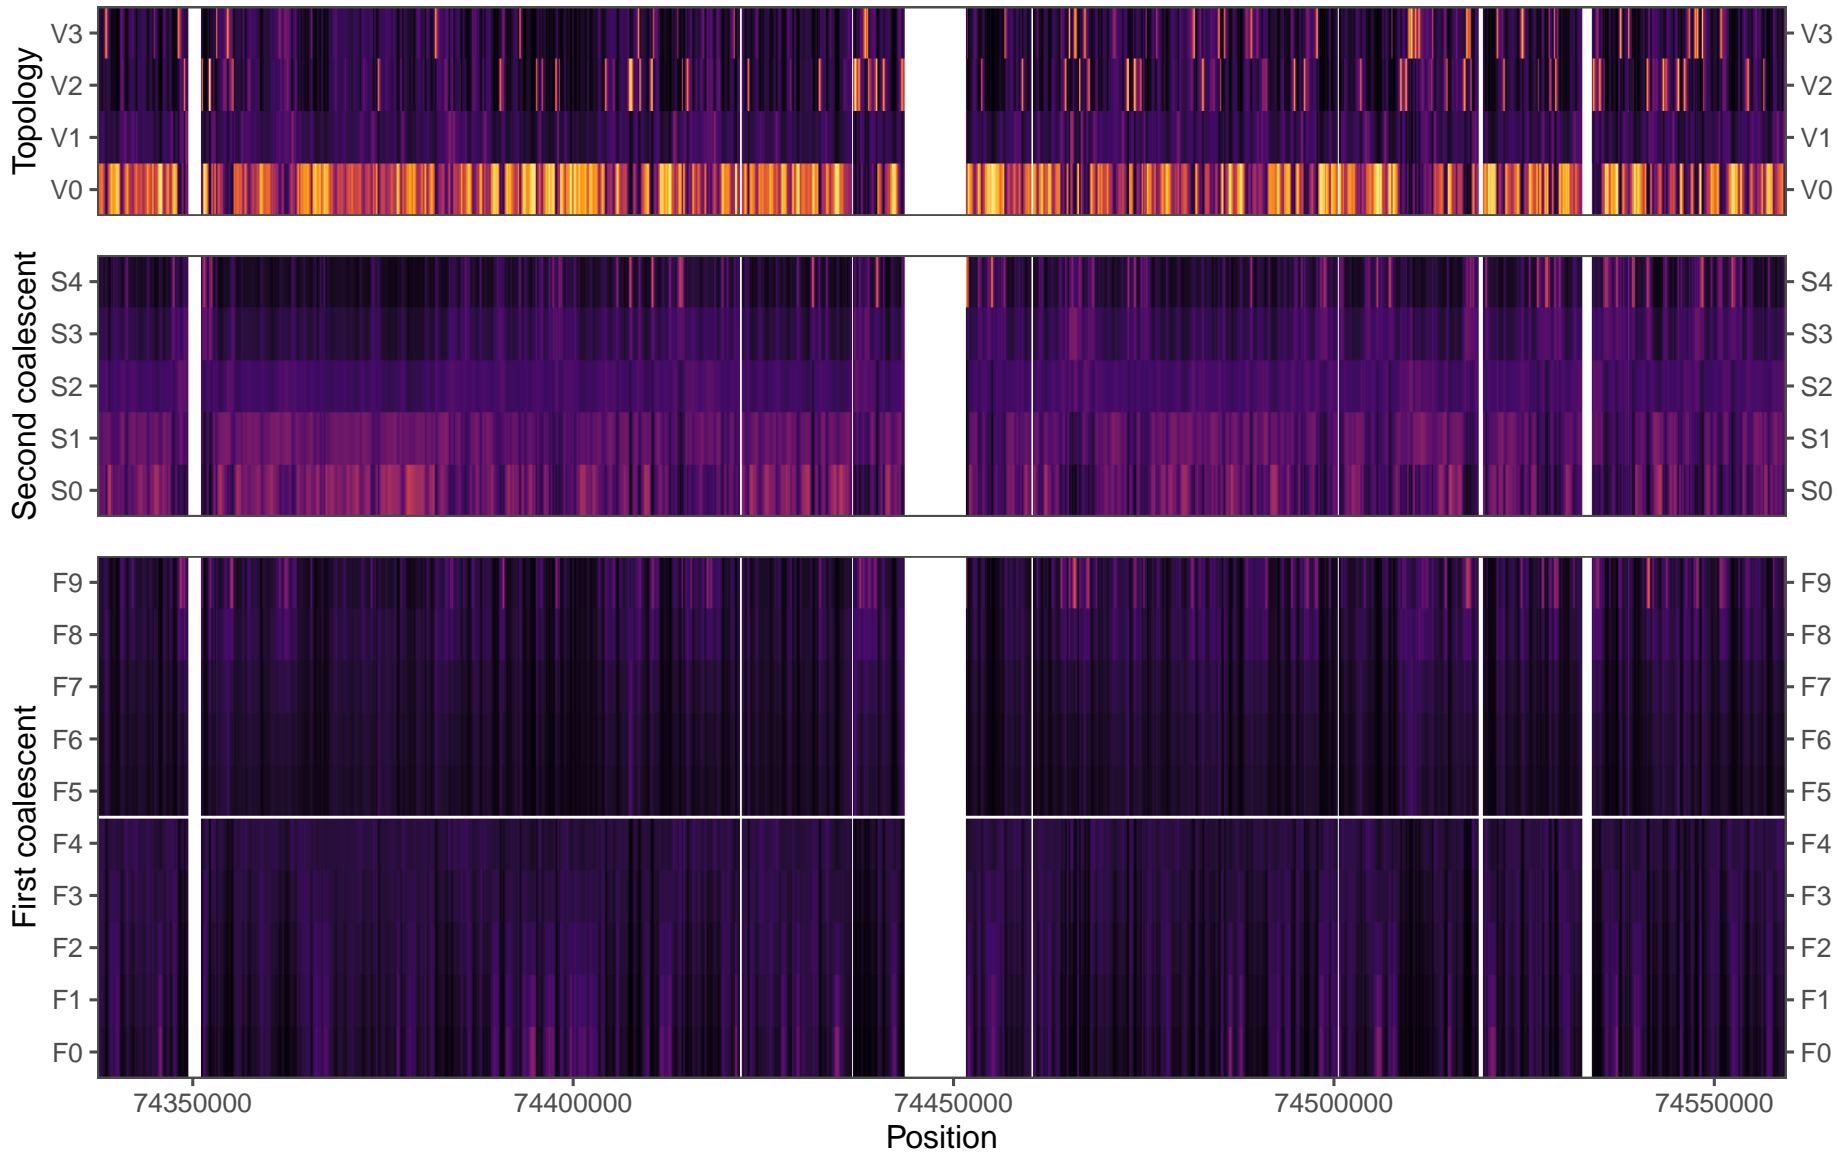 Topology
V3
V2
V1
V0
V3
V2
V1
V0
Second coalescent
S4
S3
S2
S1
S0
S4
S3
S2
S1
S0
First coalescent
F9
F8
F7
F6
F5
F4
F3
F2
F1
F0
F9
F8
F7
F6
F5
F4
F3
F2
F1
F0
74350000 74400000 74450000 74500000 74550000
Position